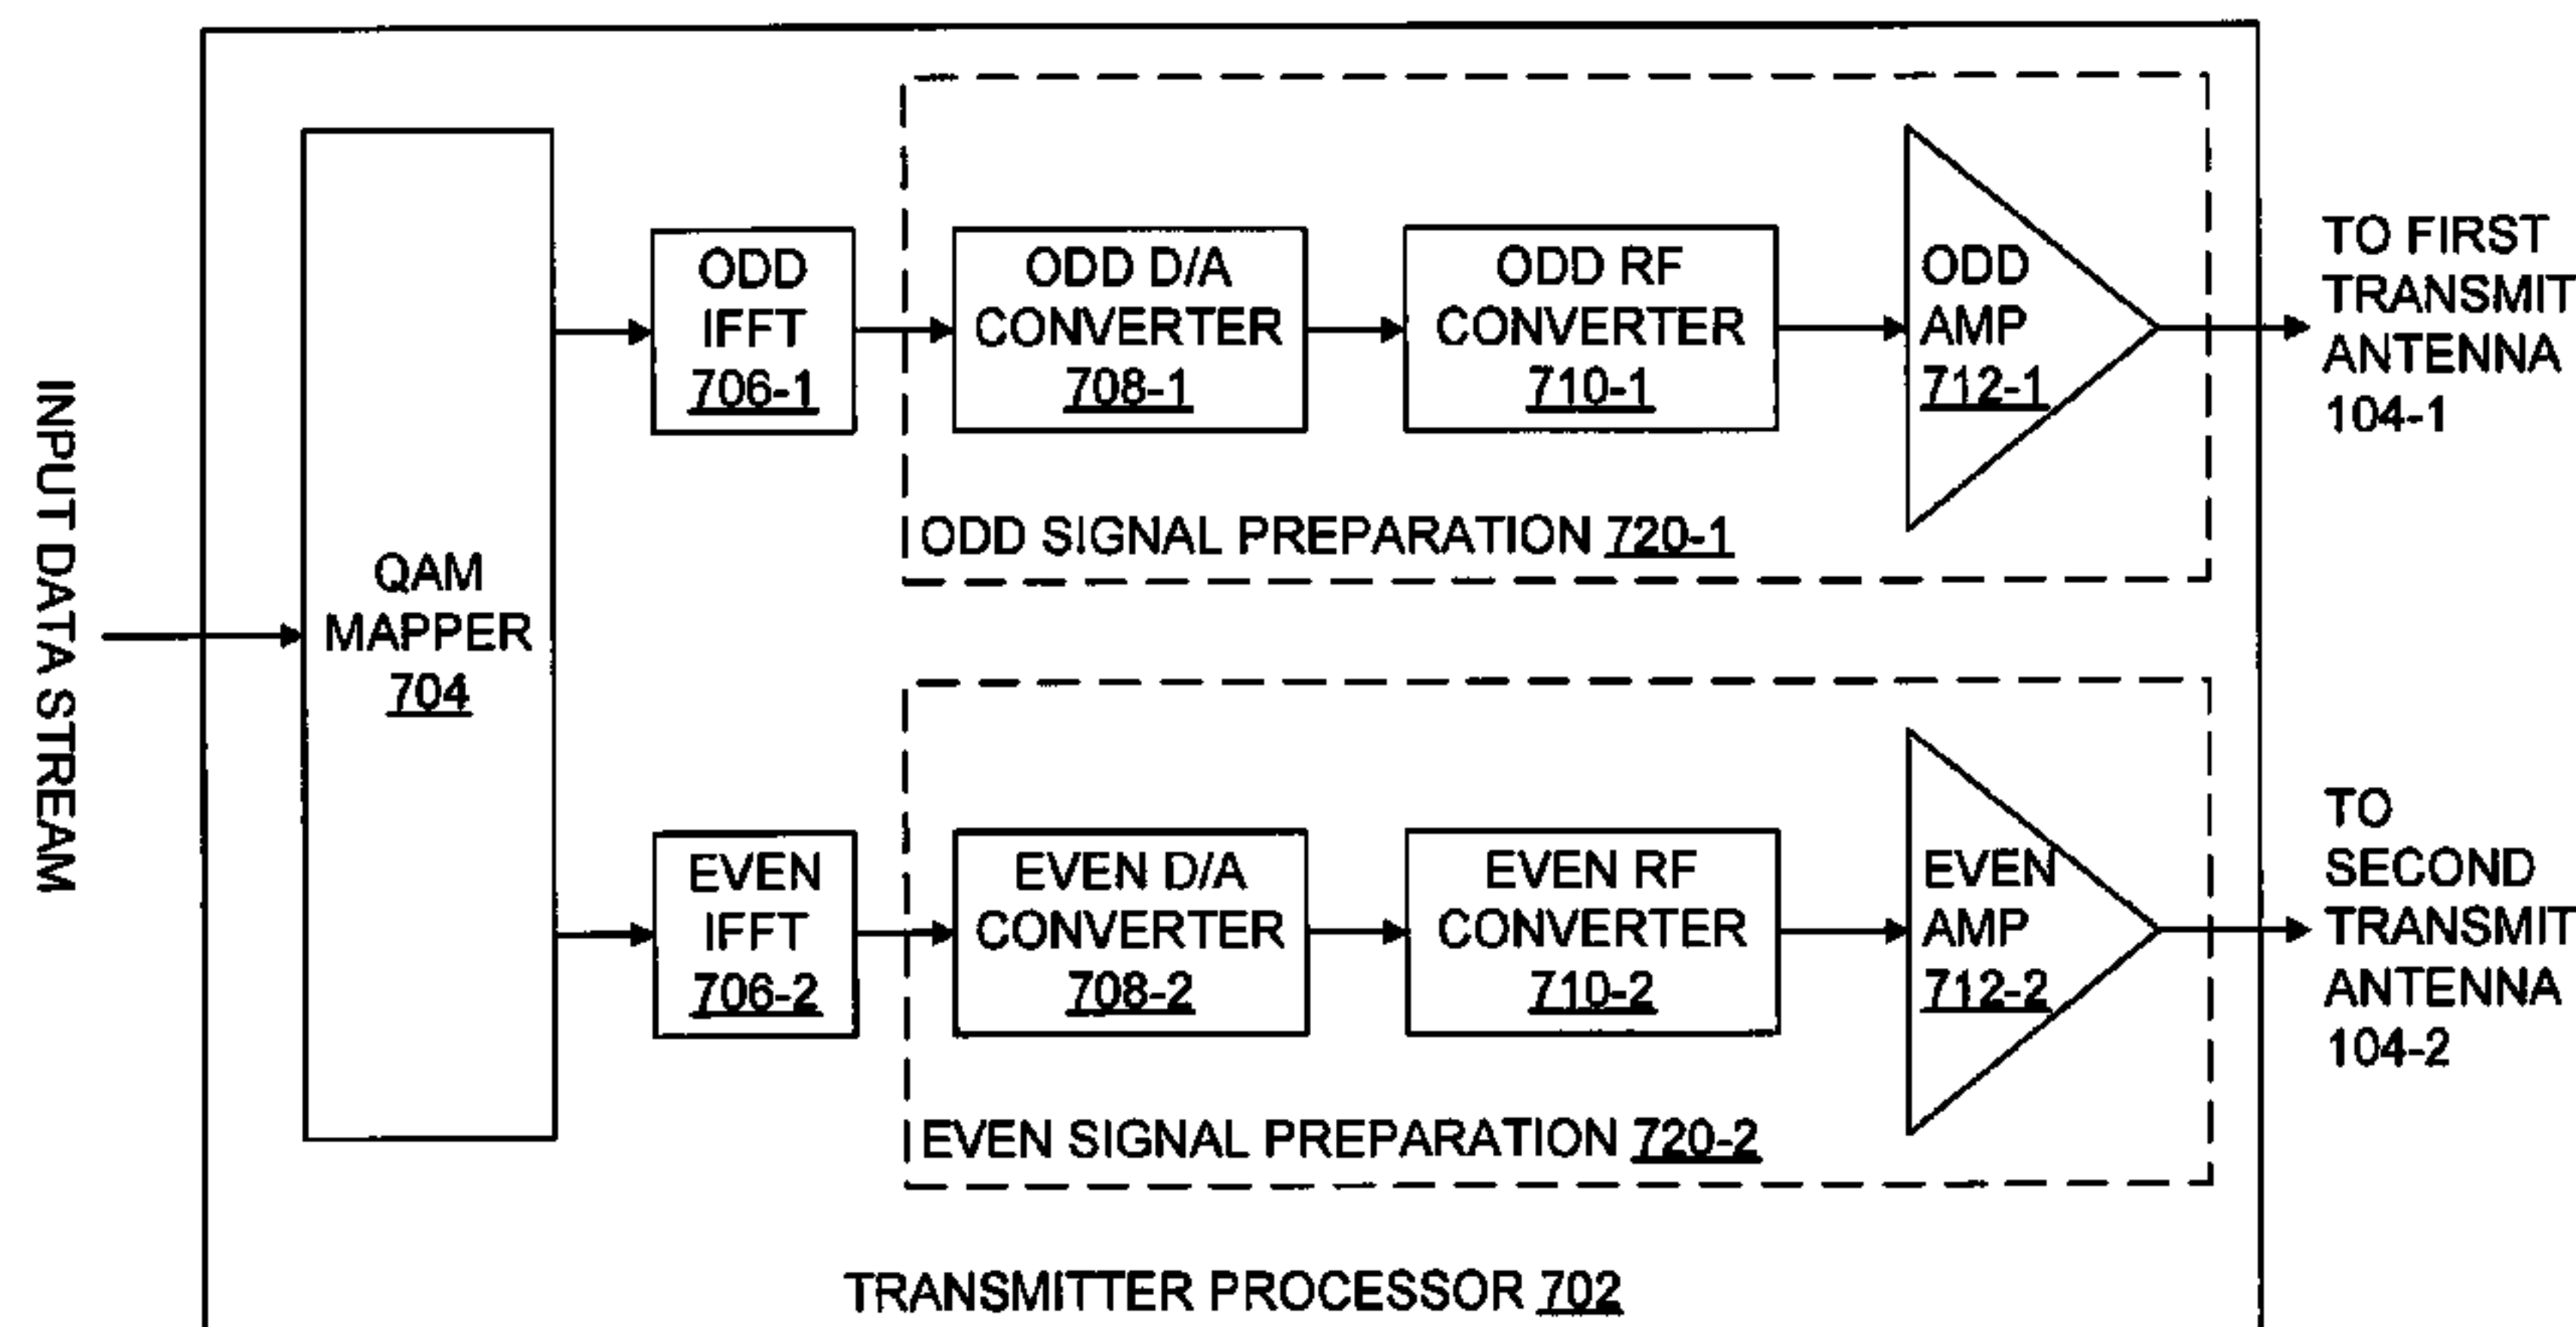 INPUT DATA STREAM
QAM
MAPPER
704
ODD
IFFT
706-1
ODD D/A
CONVERTER
708-1
ODD RF
CONVERTER
710-1
ODD
AMP
712-1
ODD SIGNAL PREPARATION 720-1
TO FIRST
TRANSMIT
ANTENNA
104-1
EVEN
IFFT
706-2
EVEN D/A
CONVERTER
708-2
EVEN RF
CONVERTER
710-2
EVEN
AMP
712-2
EVEN SIGNAL PREPARATION 720-2
TO
SECOND
TRANSMIT
ANTENNA
104-2
TRANSMITTER PROCESSOR 702